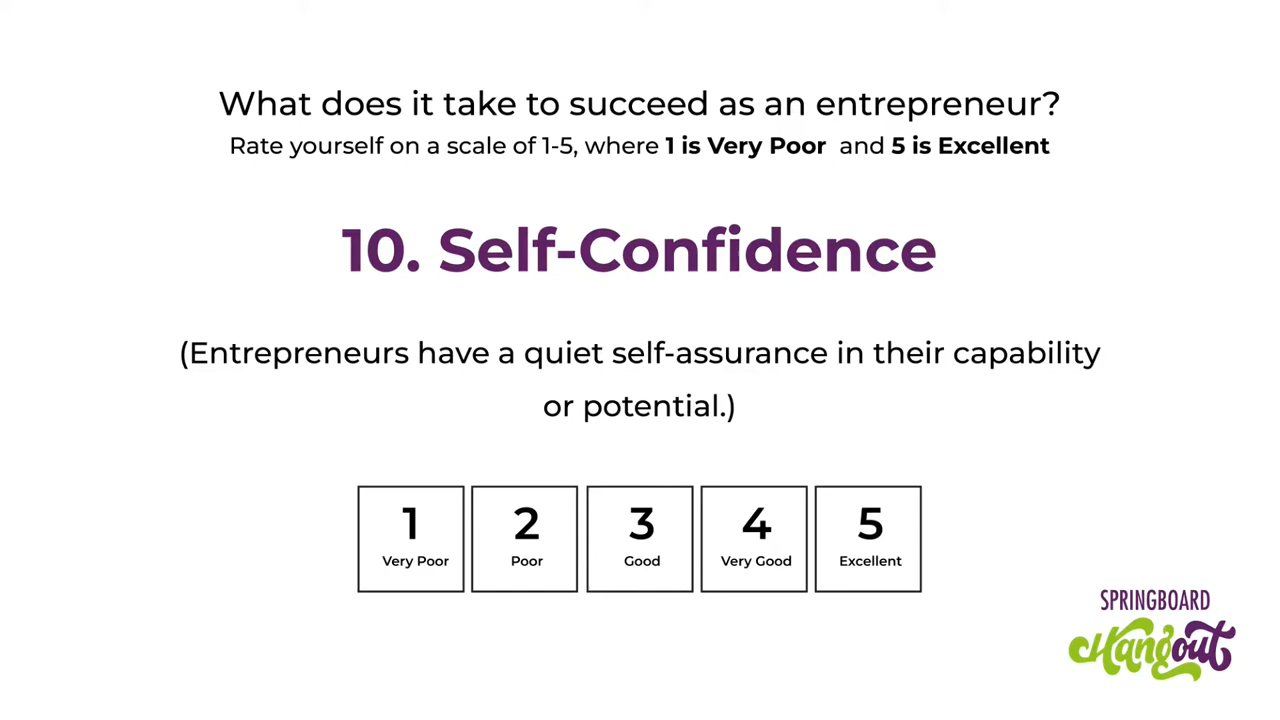 What does it take to succeed as an entrepreneur?
Rate yourself on a scale of 1-5, where 1 is Very Poor and 5 is Excellent
10. Self-Confidence
(Entrepreneurs have a quiet self-assurance in their capability
or potential.)
1 2 3 4 5
Very Poor Poor Good Very Good Excellent
SPRINGBOARD
Hangout